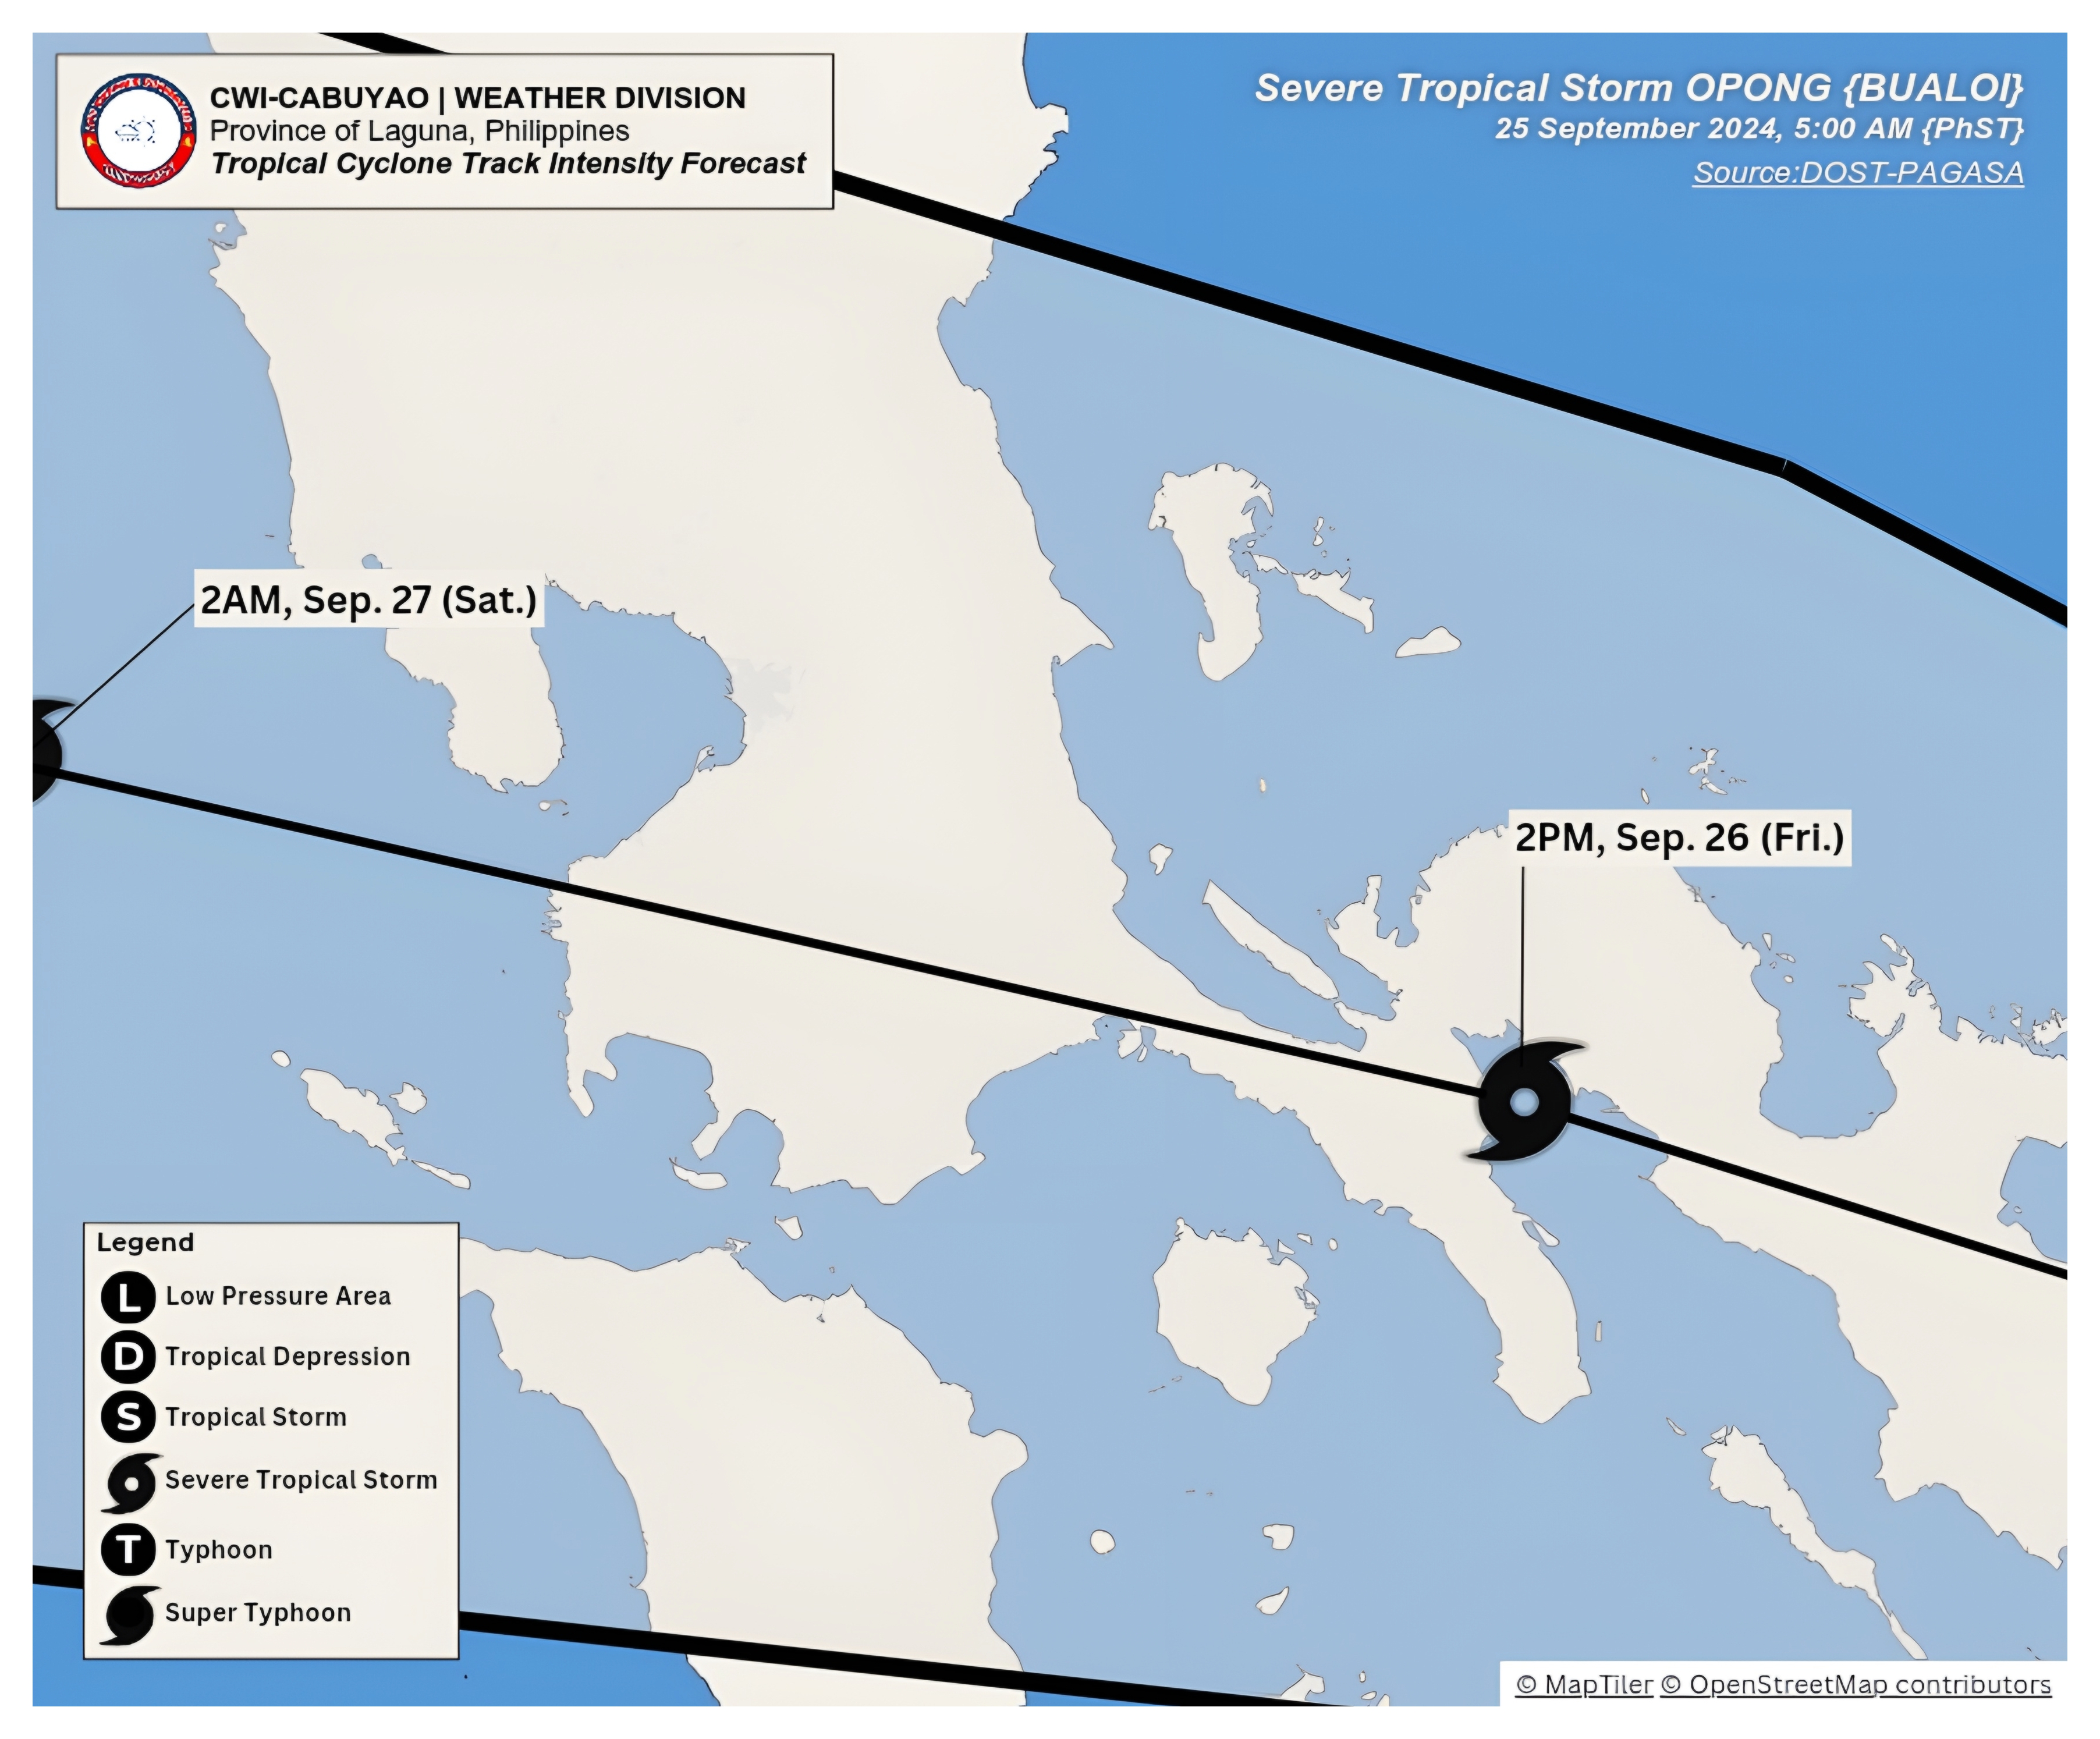 CWI-CABUYAO | WEATHER DIVISION
Province of Laguna, Philippines
Tropical Cyclone Track Intensity Forecast
Severe Tropical Storm OPONG {BUALOI}
25 September 2024, 5:00 AM {PhST}
Source:DOST-PAGASA
2AM, Sep. 27 (Sat.)
2PM, Sep. 26 (Fri.)
Legend
L Low Pressure Area
D Tropical Depression
S Tropical Storm
Severe Tropical Storm
T Typhoon
Super Typhoon
© MapTiler © OpenStreetMap contributors